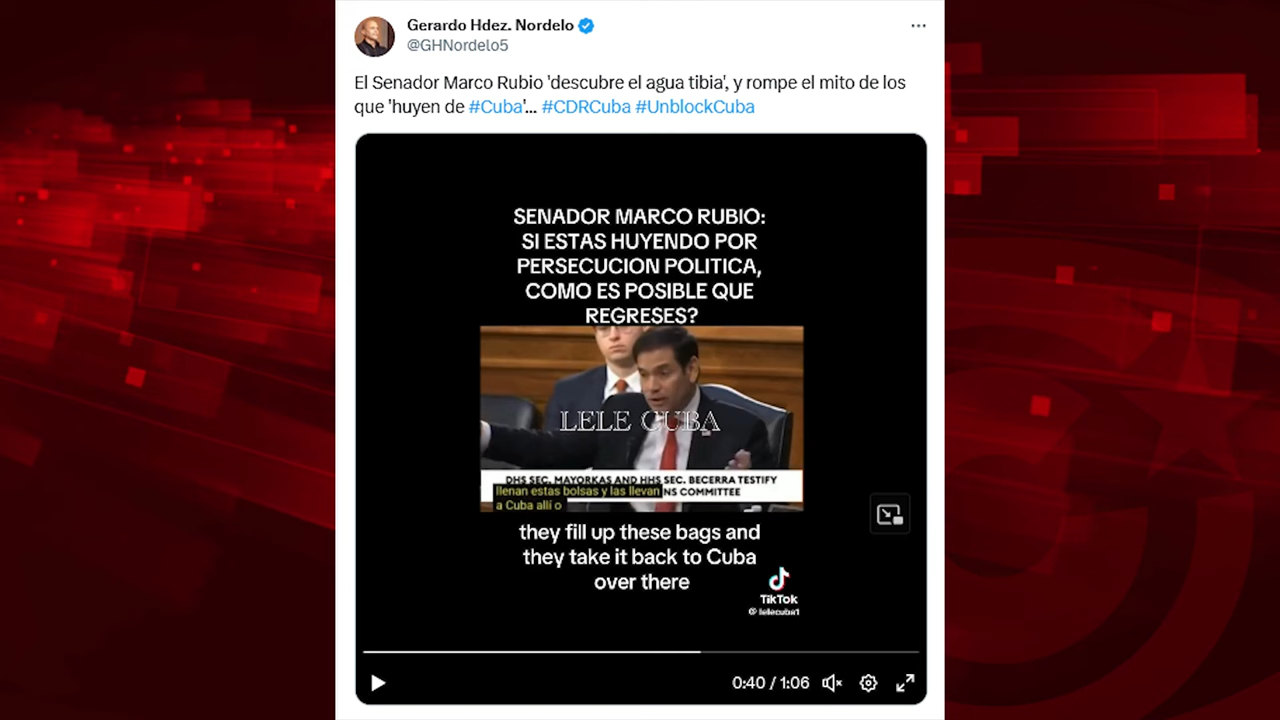 Gerardo Hdez. Nordelo
@GHNordelo5
El Senador Marco Rubio 'descubre el agua tibia', y rompe el mito de los
que 'huyen de #Cuba'... #CDRCuba #UnblockCuba
SENADOR MARCO RUBIO:
SI ESTAS HUYENDO POR
PERSECUCION POLITICA,
COMO ES POSIBLE QUE
REGRESES?
LELE CUBA
DHS SEC. MAYORKAS AND HHS SEC. BECERRA TESTIFY
llenan estas bolsas y las llevan NS COMMITTEE
a Cuba allí o
they fill up these bags and
they take it back to Cuba
over there
TikTok
@lelecuba1
0:40 / 1:06